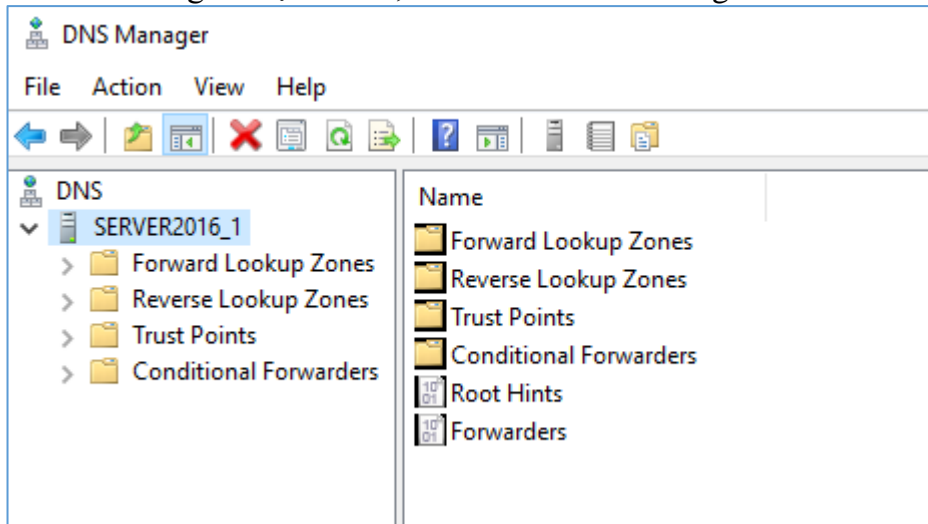 DNS Manager
File Action View Help
DNS
SERVER2016_1
Forward Lookup Zones
Reverse Lookup Zones
Trust Points
Conditional Forwarders
Name
Forward Lookup Zones
Reverse Lookup Zones
Trust Points
Conditional Forwarders
Root Hints
Forwarders